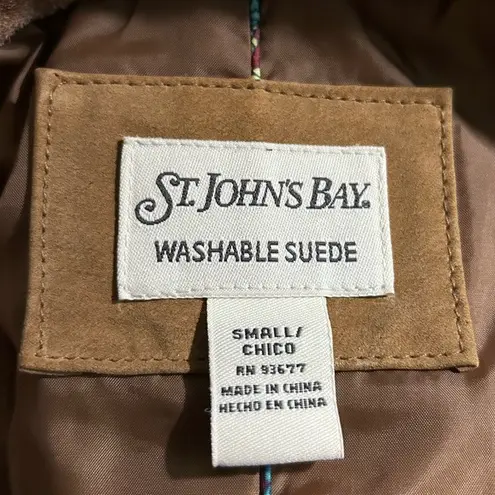 ST. JOHN'S BAY®
WASHABLE SUEDE
SMALL/
CHICO
RN 93677
MADE IN CHINA
HECHO EN CHINA